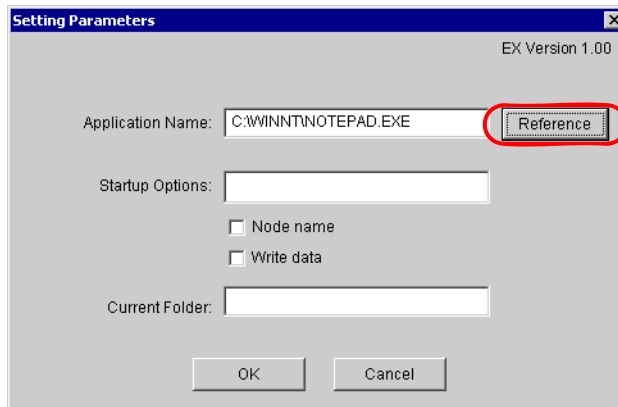 Setting Parameters
EX Version 1.00
Application Name: C:\WINNT\NOTEPAD.EXE Reference
Startup Options:
Node name
Write data
Current Folder:
OK Cancel